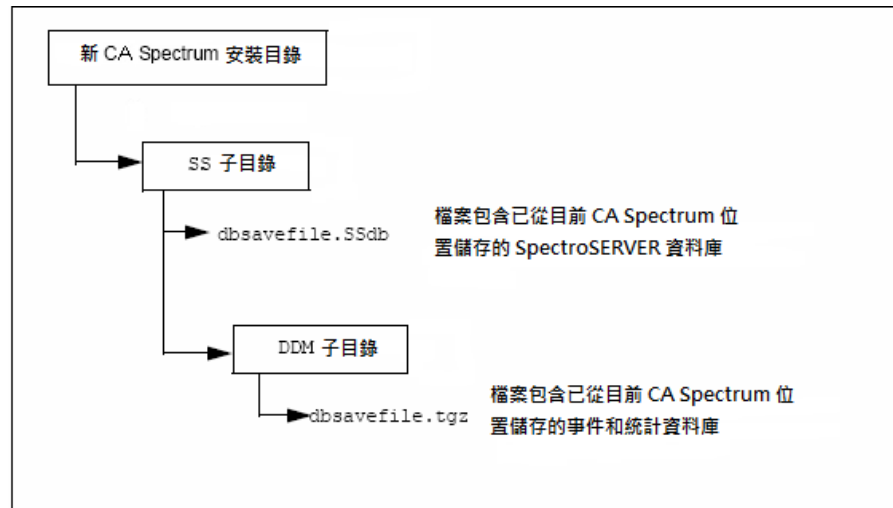 新 CA Spectrum 安裝目錄
SS 子目錄
dbsavefile.SSdb
檔案包含已從目前 CA Spectrum 位
置儲存的 SpectroSERVER 資料庫
DDM 子目錄
dbsavefile.tgz
檔案包含已從目前 CA Spectrum 位
置儲存的事件和統計資料庫